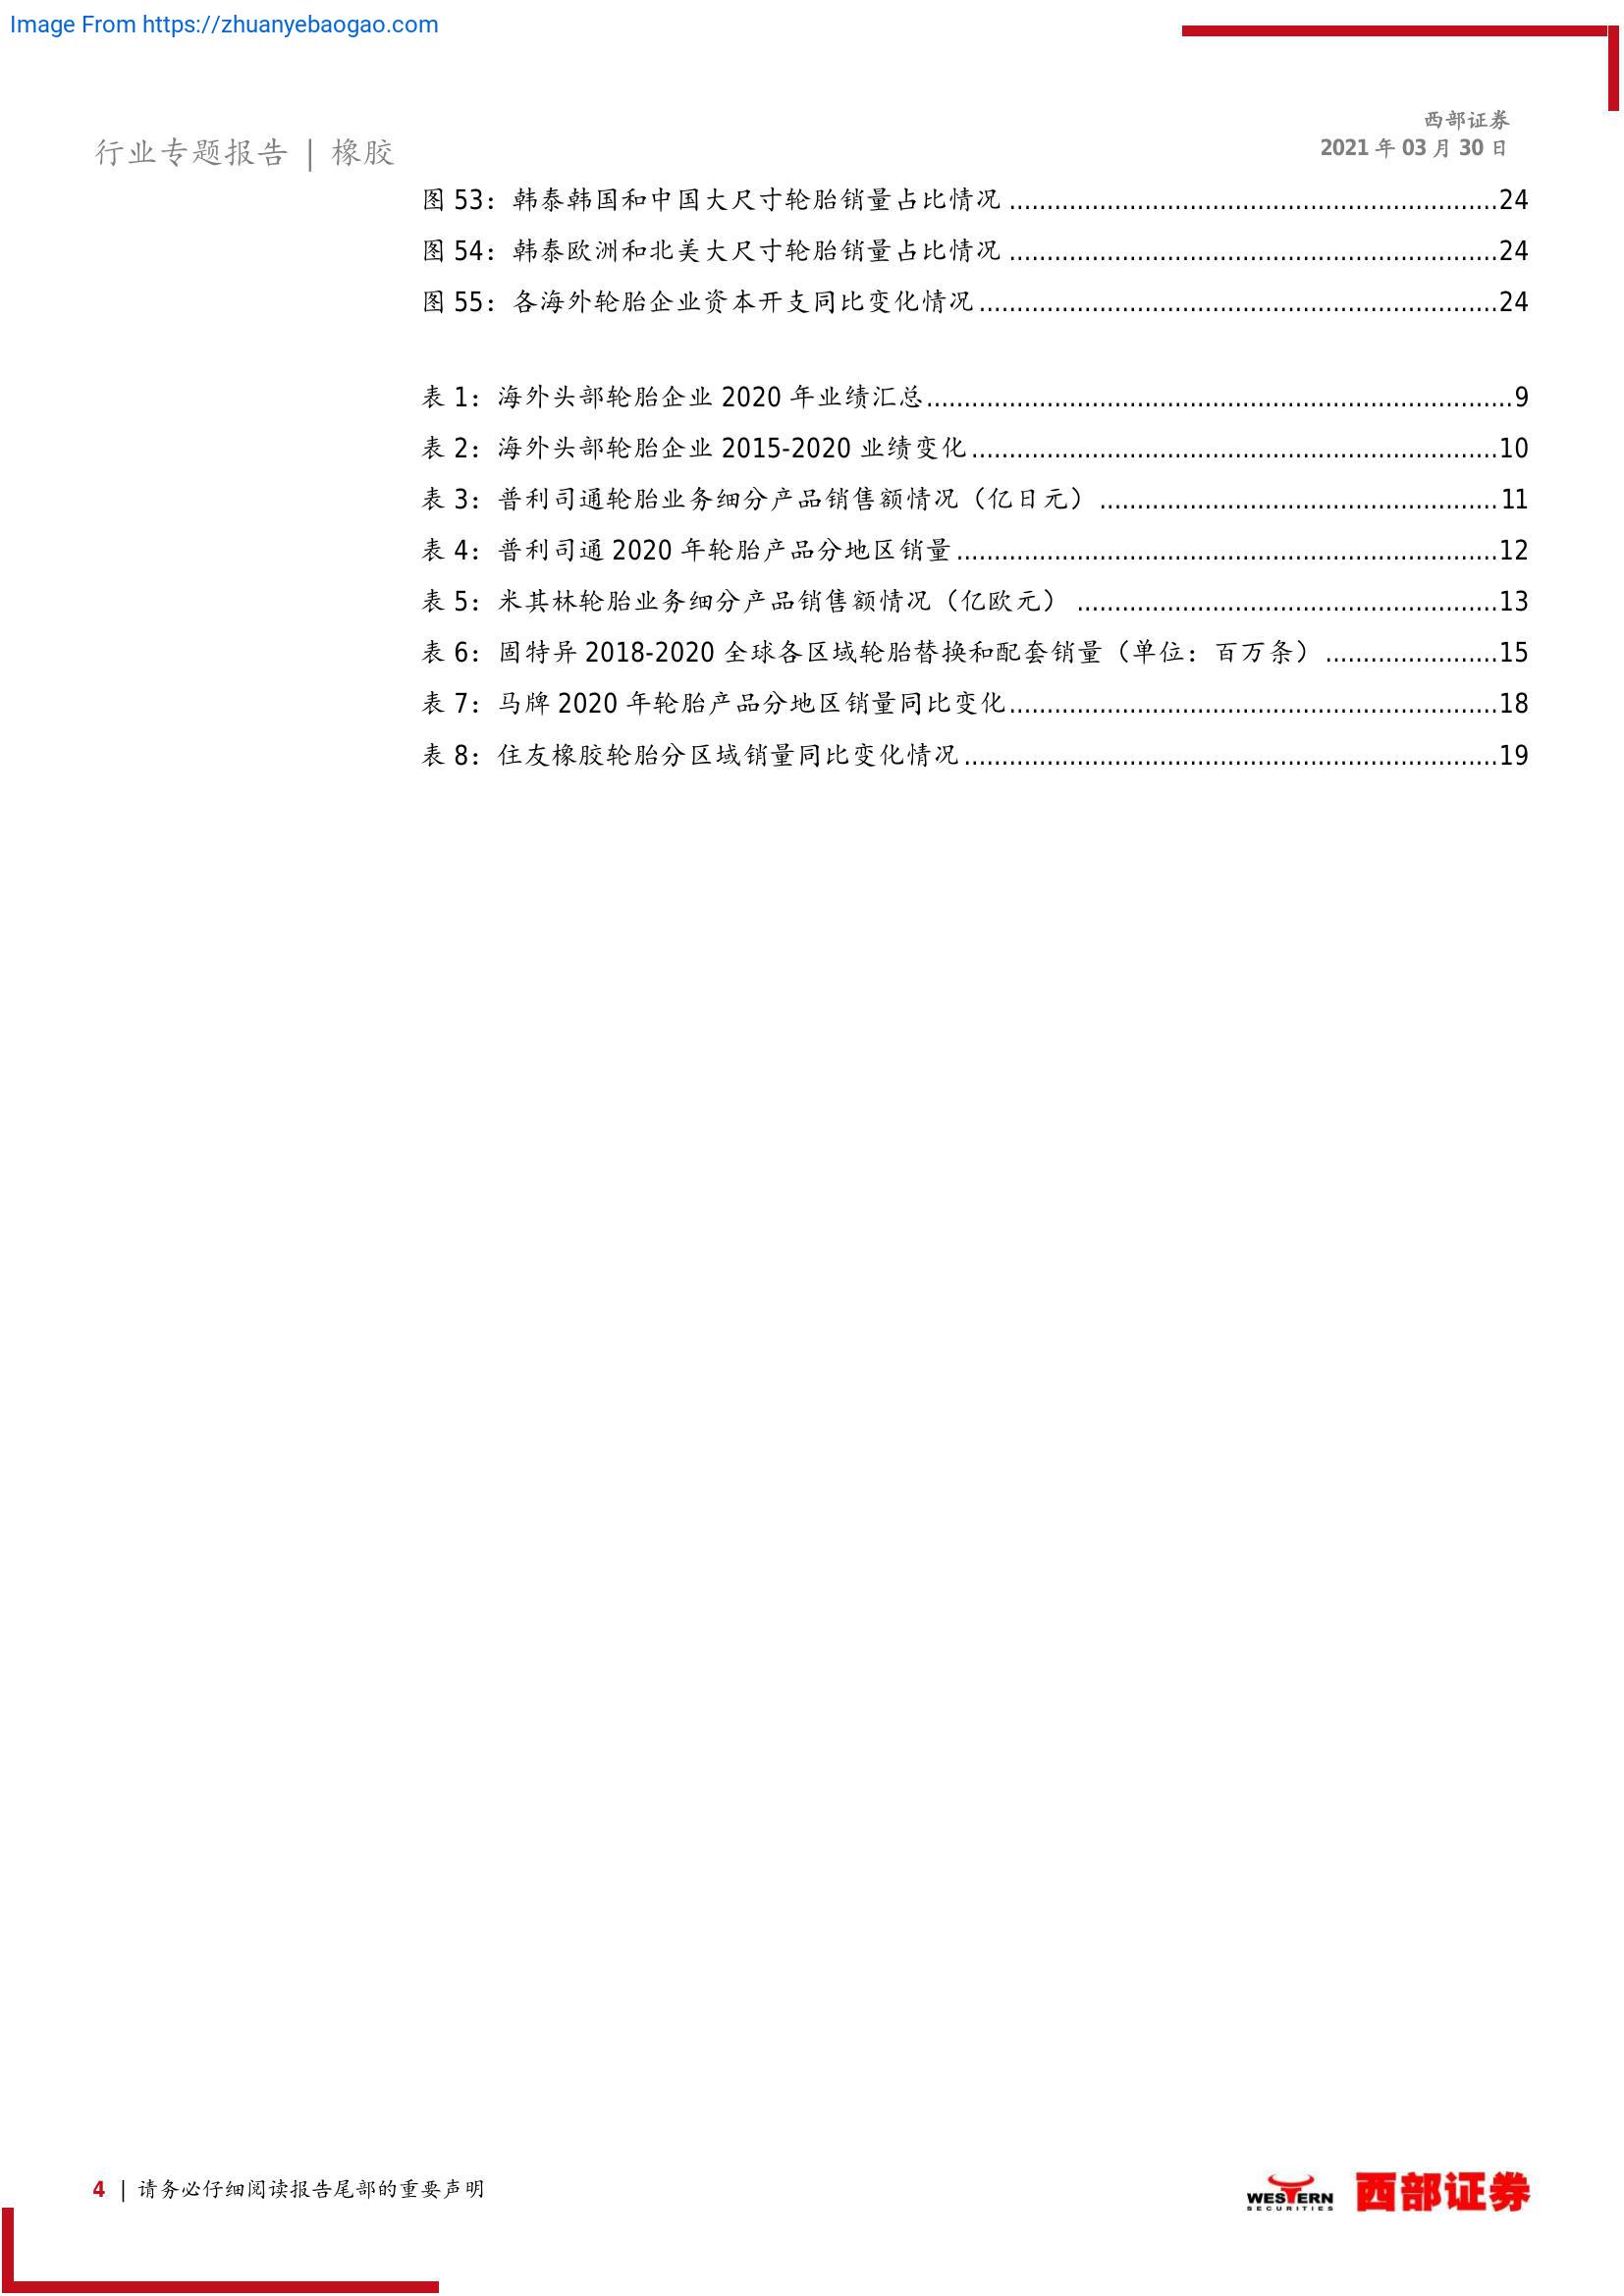 Image From https://zhuanyebaogao.com
西部证券
行业专题报告 | 橡胶
2021 年 03 月 30 日
图 53：韩泰韩国和中国大尺寸轮胎销量占比情况 ................................................................24
图 54：韩泰欧洲和北美大尺寸轮胎销量占比情况 ................................................................24
图 55：各海外轮胎企业资本开支同比变化情况 ....................................................................24
表 1：海外头部轮胎企业 2020 年业绩汇总 .............................................................................9
表 2：海外头部轮胎企业 2015-2020 业绩变化 .....................................................................10
表 3：普利司通轮胎业务细分产品销售额情况（亿日元） ....................................................11
表 4：普利司通 2020 年轮胎产品分地区销量 .......................................................................12
表 5：米其林轮胎业务细分产品销售额情况（亿欧元） .......................................................13
表 6：固特异 2018-2020 全球各区域轮胎替换和配套销量（单位：百万条） .......................15
表 7：马牌 2020 年轮胎产品分地区销量同比变化 ................................................................18
表 8：住友橡胶轮胎分区域销量同比变化情况 ......................................................................19
4 | 请务必仔细阅读报告尾部的重要声明
WESTERN
SECURITIES
西部证券